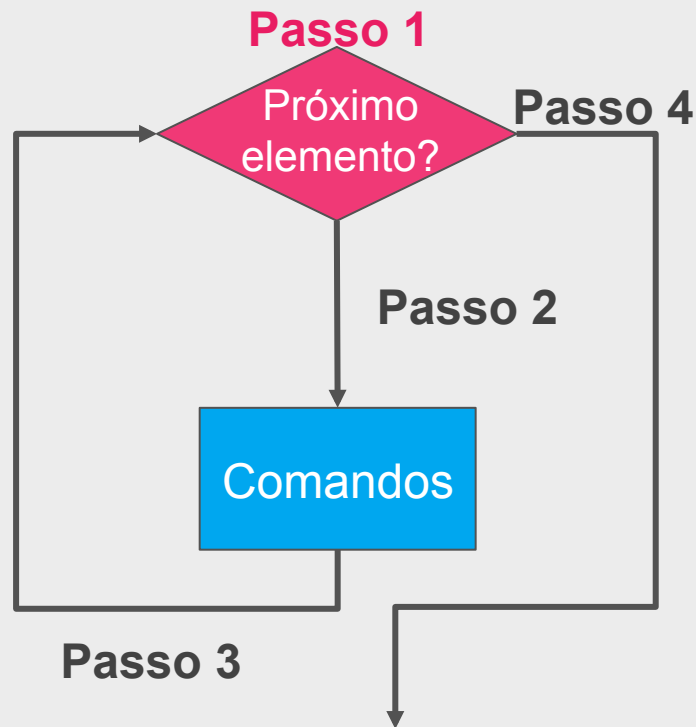 Passo 1
Próximo
elemento?
Passo 4
Passo 2
Comandos
Passo 3